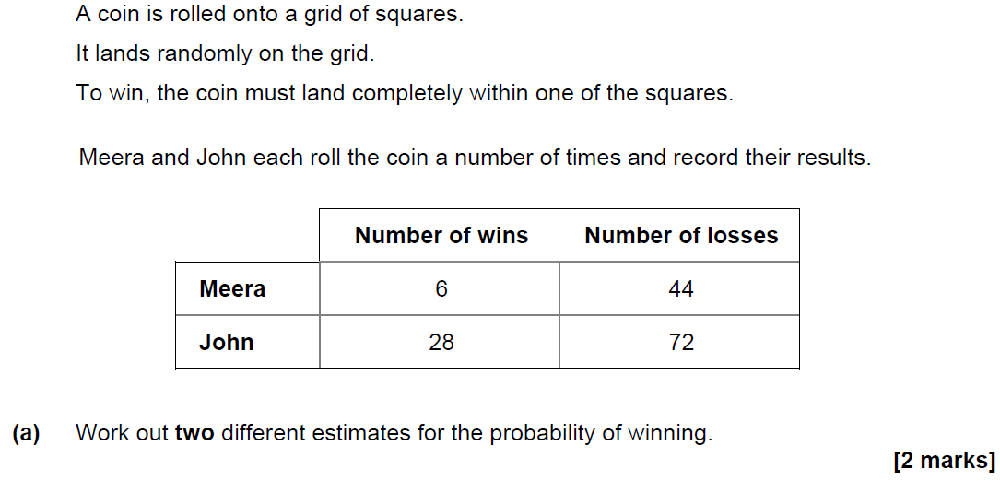 A coin is rolled onto a grid of squares.
It lands randomly on the grid.
To win, the coin must land completely within one of the squares.
Meera and John each roll the coin a number of times and record their results.
Number of wins Number of losses
Meera 6 44
John 28 72
(a) Work out two different estimates for the probability of winning.
[2 marks]